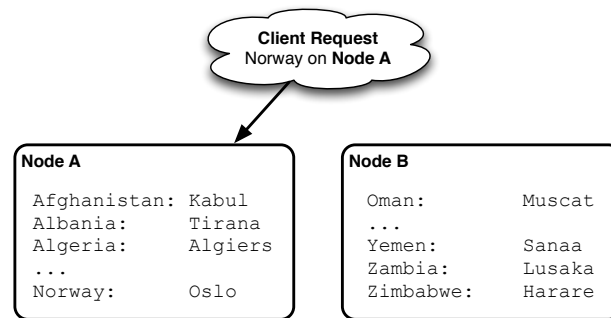 Client Request
Norway on Node A
Node A
Afghanistan: Kabul
Albania: Tirana
Algeria: Algiers
...
Norway: Oslo
Node B
Oman: Muscat
...
Yemen: Sanaa
Zambia: Lusaka
Zimbabwe: Harare